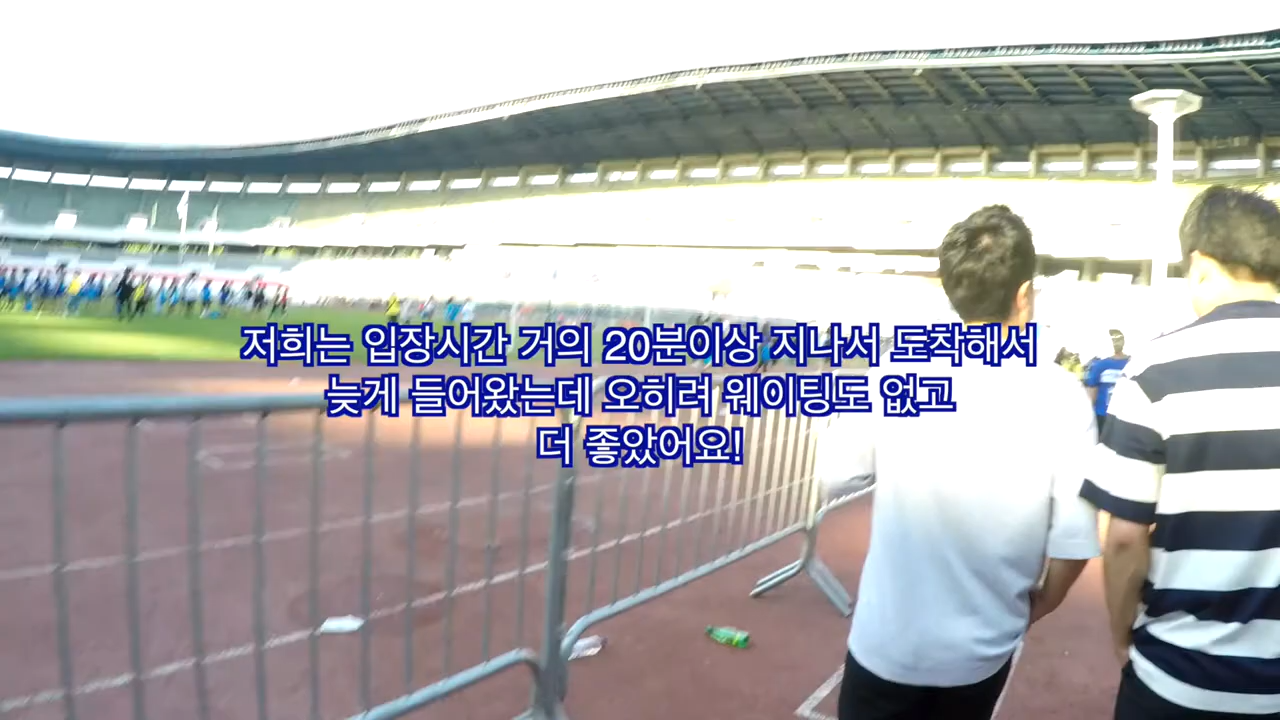 저희는 입장시간 거의 20분이상 지나서 도착해서
늦게 들어왔는데 오히려 웨이팅도 없고
더 좋았어요!